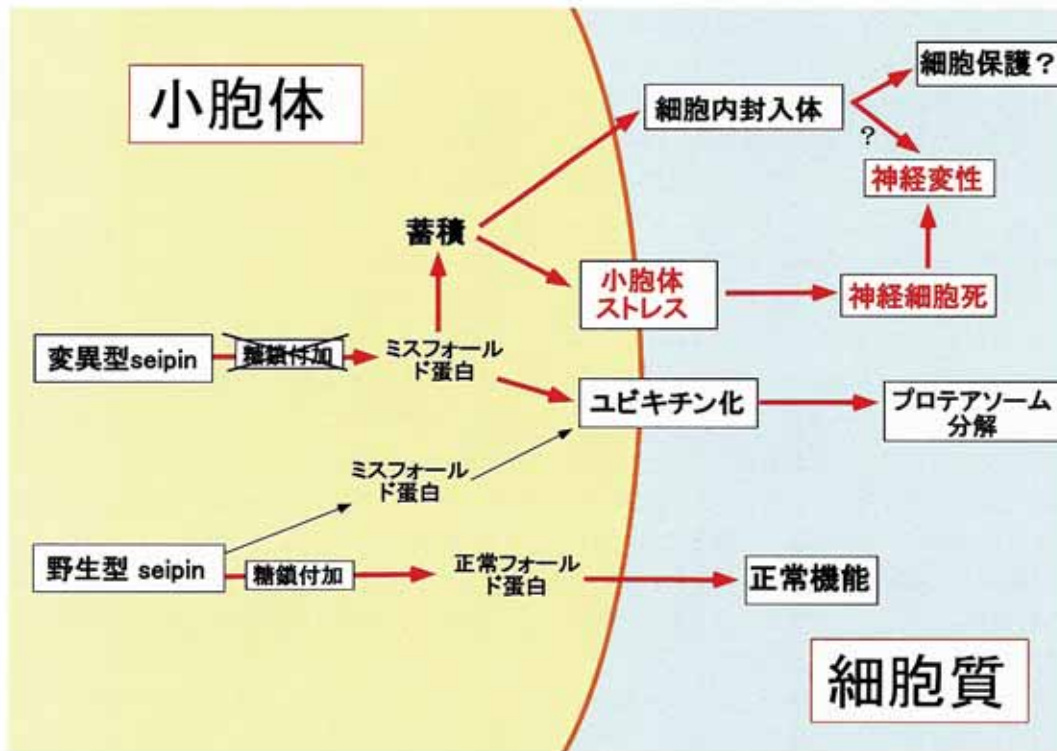 小胞体
細胞保護？
細胞内封入体
？
神経変性
蓄積
小胞体
ストレス
神経細胞死
変異型seipin
糖鎖付加
ミスフォール
ド蛋白
ユビキチン化
プロテアソーム
分解
ミスフォール
ド蛋白
野生型 seipin
糖鎖付加
正常フォール
ド蛋白
正常機能
細胞質